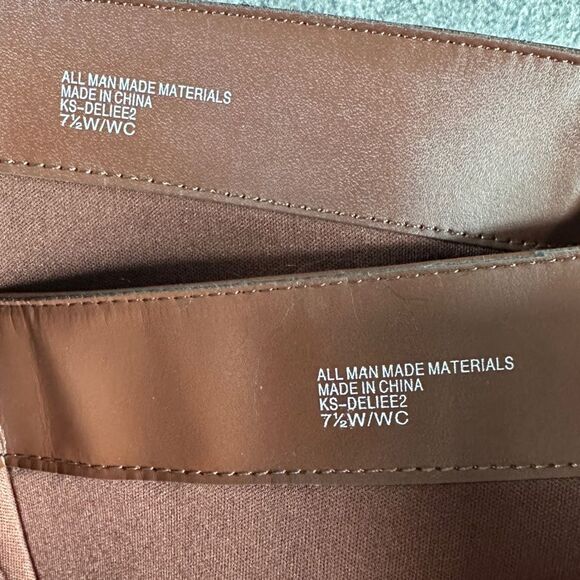 ALL MAN MADE MATERIALS
MADE IN CHINA
KS-DELIEE2
7½W/WC
ALL MAN MADE MATERIALS
MADE IN CHINA
KS-DELIEE2
7½W/WC